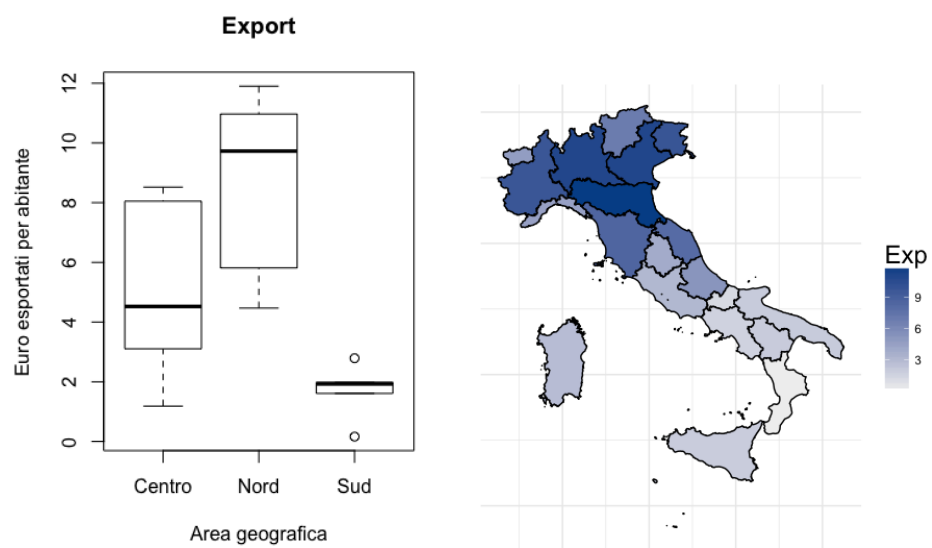 Export
Euro esportati per abitante
12
10
8
6
4
2
0
Centro Nord Sud
Area geografica
Exp
9
6
3